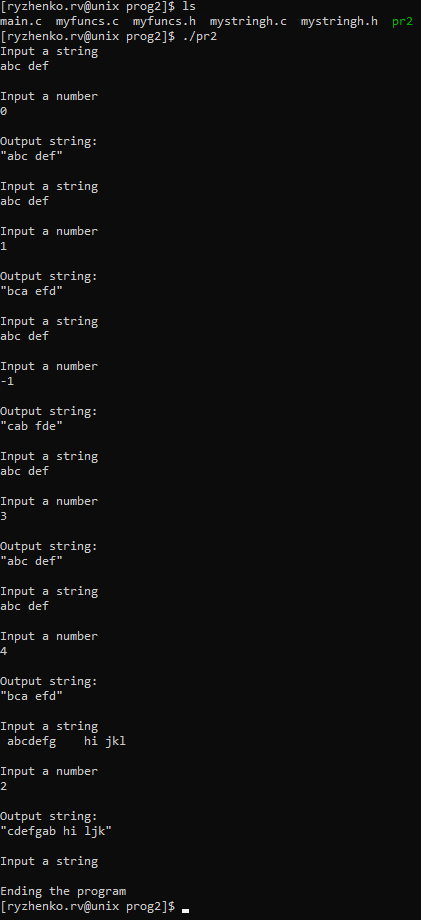 [ryzhenko.rv@unix prog2]$ ls
main.c  myfuncs.c  myfuncs.h  mystringh.c  mystringh.h  pr2
[ryzhenko.rv@unix prog2]$ ./pr2
Input a string
abc def

Input a number
0

Output string:
"abc def"

Input a string
abc def

Input a number
1

Output string:
"bca efd"

Input a string
abc def

Input a number
-1

Output string:
"cab fde"

Input a string
abc def

Input a number
3

Output string:
"abc def"

Input a string
abc def

Input a number
4

Output string:
"bca efd"

Input a string
 abcdefg    hi jkl

Input a number
2

Output string:
"cdefgab hi ljk"

Input a string

Ending the program
[ryzhenko.rv@unix prog2]$